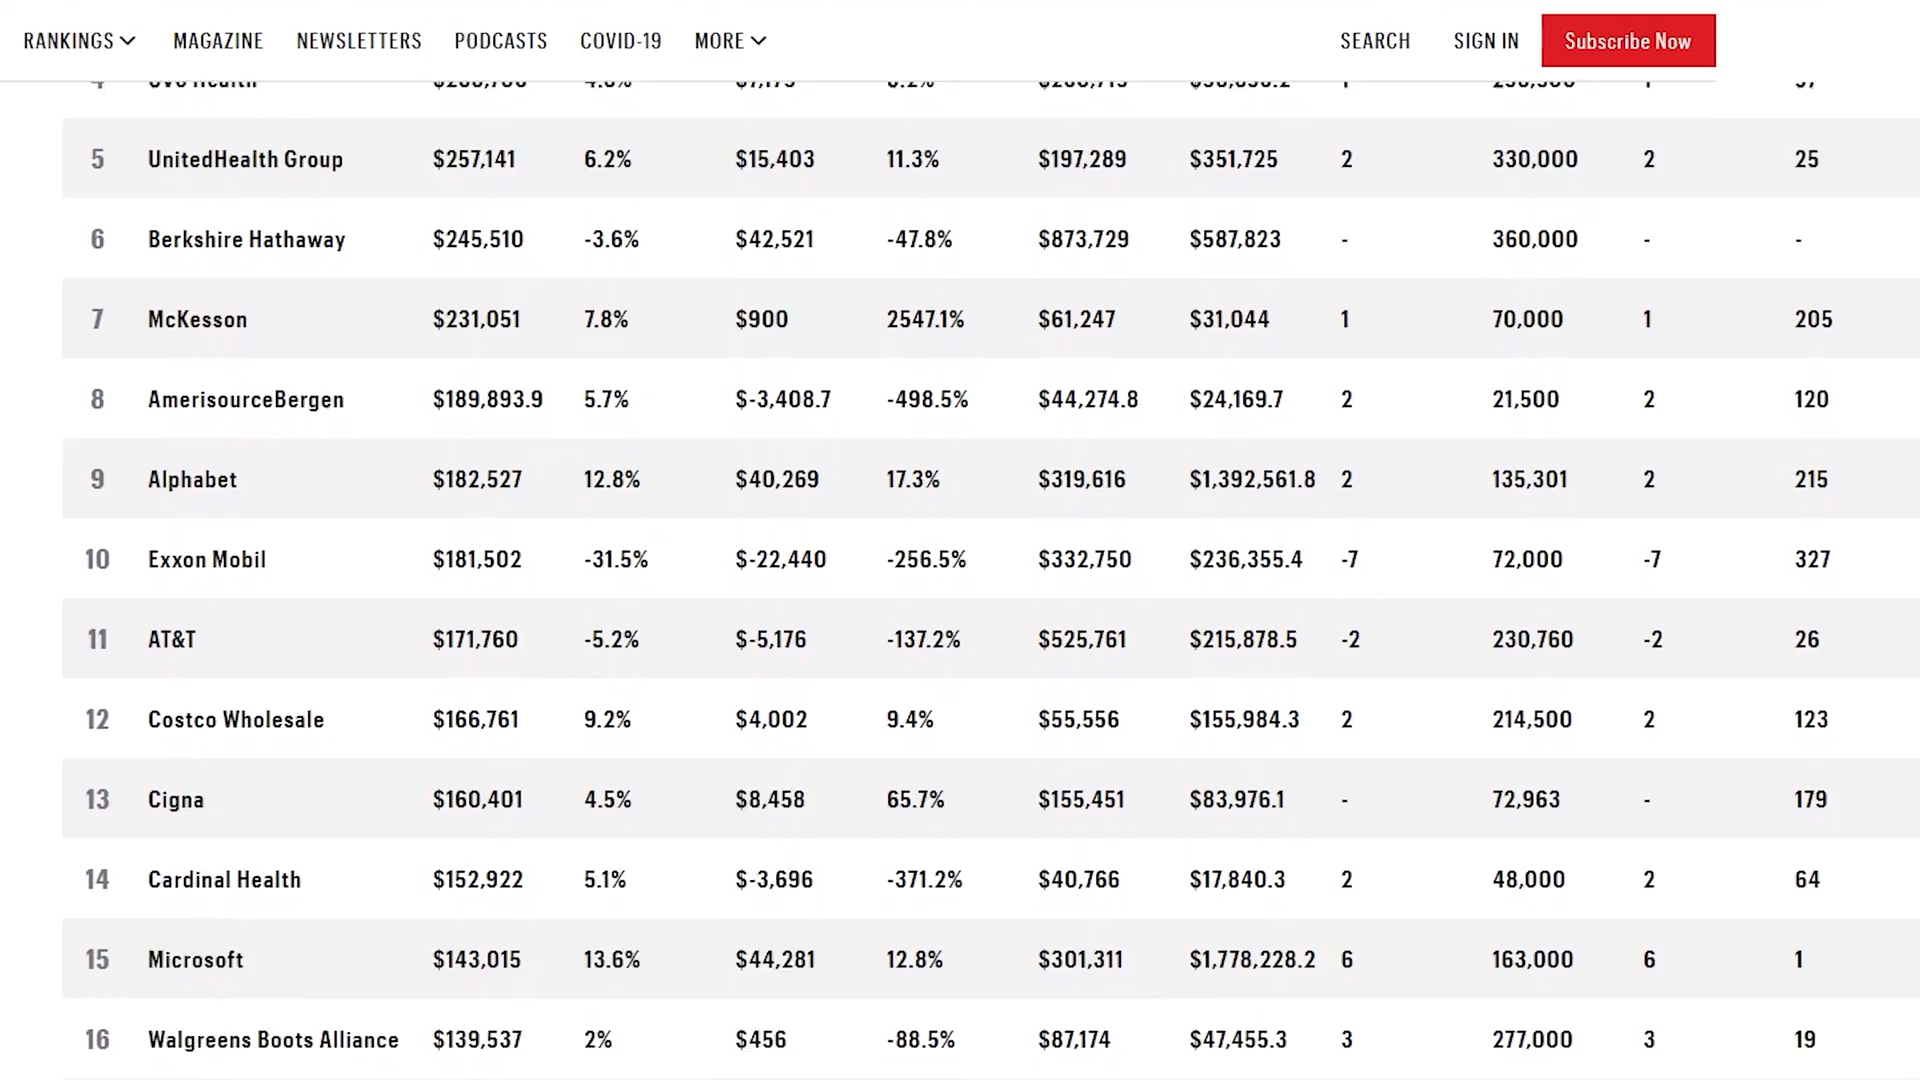 RANKINGS MAGAZINE NEWSLETTERS PODCASTS COVID-19 MORE SEARCH SIGN IN Subscribe Now
5 UnitedHealth Group $257,141 6.2% $15,403 11.3% $197,289 $351,725 2 330,000 2 25
6 Berkshire Hathaway $245,510 -3.6% $42,521 -47.8% $873,729 $587,823 - 360,000 - -
7 McKesson $231,051 7.8% $900 2547.1% $61,247 $31,044 1 70,000 1 205
8 AmerisourceBergen $189,893.9 5.7% $-3,408.7 -498.5% $44,274.8 $24,169.7 2 21,500 2 120
9 Alphabet $182,527 12.8% $40,269 17.3% $319,616 $1,392,561.8 2 135,301 2 215
10 Exxon Mobil $181,502 -31.5% $-22,440 -256.5% $332,750 $236,355.4 -7 72,000 -7 327
11 AT&T $171,760 -5.2% $-5,176 -137.2% $525,761 $215,878.5 -2 230,760 -2 26
12 Costco Wholesale $166,761 9.2% $4,002 9.4% $55,556 $155,984.3 2 214,500 2 123
13 Cigna $160,401 4.5% $8,458 65.7% $155,451 $83,976.1 - 72,963 - 179
14 Cardinal Health $152,922 5.1% $-3,696 -371.2% $40,766 $17,840.3 2 48,000 2 64
15 Microsoft $143,015 13.6% $44,281 12.8% $301,311 $1,778,228.2 6 163,000 6 1
16 Walgreens Boots Alliance $139,537 2% $456 -88.5% $87,174 $47,455.3 3 277,000 3 19